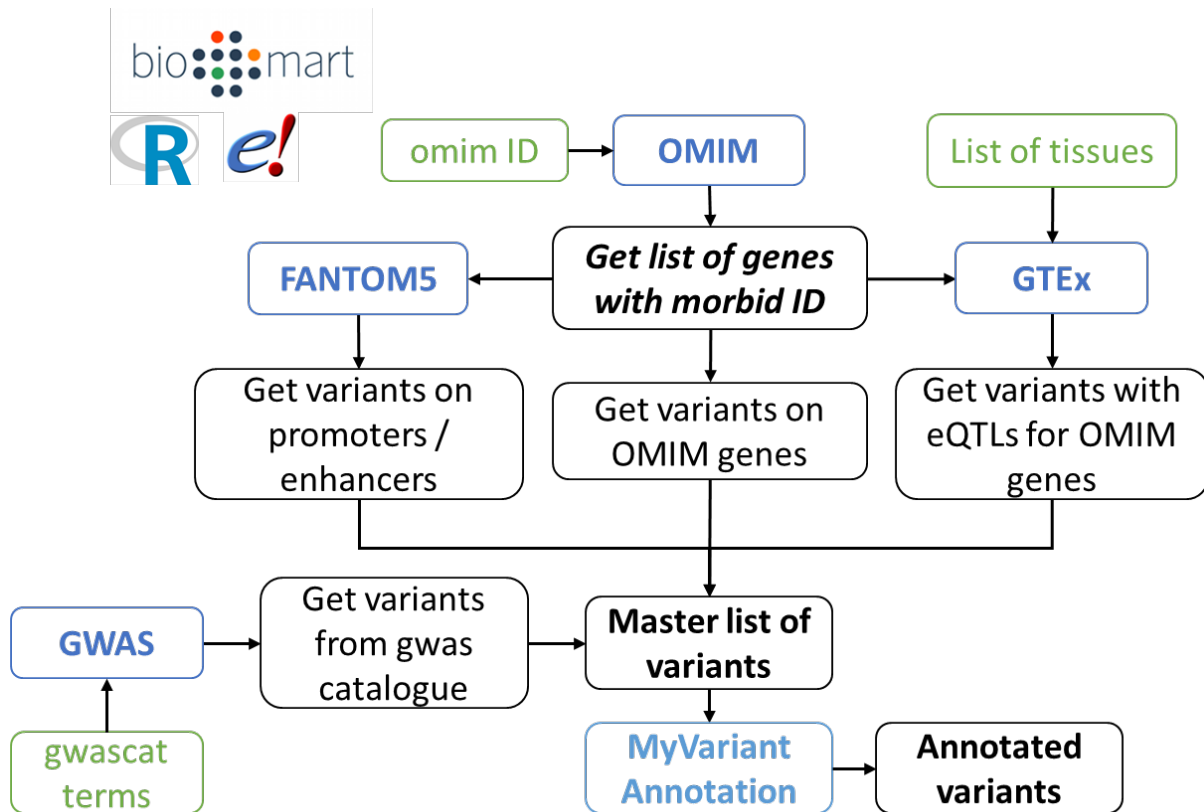 bio mart
R e!
omim ID
OMIM
List of tissues
FANTOM5
Get list of genes
with morbid ID
GTEx
Get variants on
promoters /
enhancers
Get variants on
OMIM genes
Get variants with
eQTLs for OMIM
genes
GWAS
Get variants
from gwas
catalogue
Master list of
variants
gwascat
terms
MyVariant
Annotation
Annotated
variants